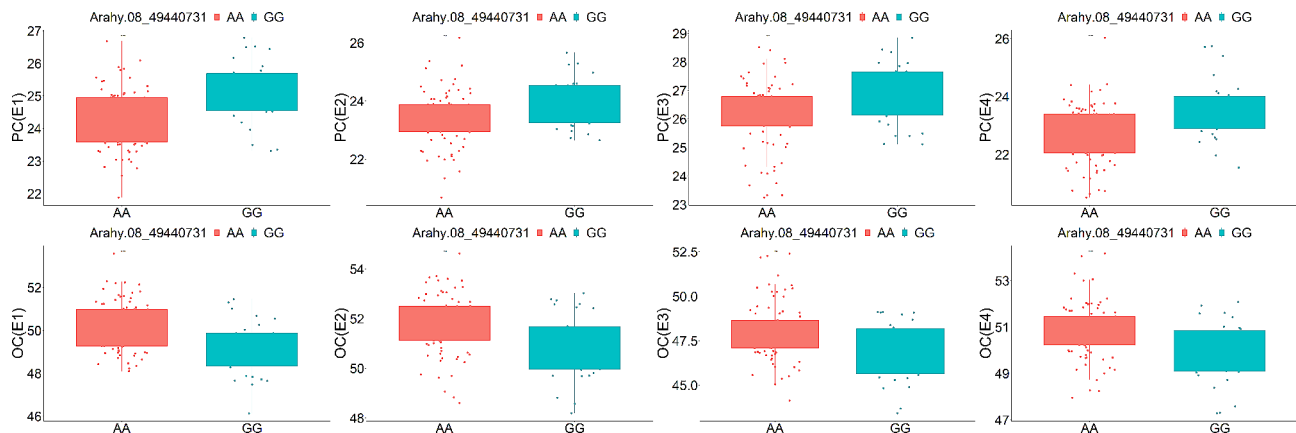 Arahy.08_49440731 AA GG
PC(E1)
27
26
25
24
23
22
AA GG
Arahy.08_49440731 AA GG
PC(E2)
26
24
22
AA GG
Arahy.08_49440731 AA GG
PC(E3)
29
28
27
26
25
24
23
AA GG
Arahy.08_49440731 AA GG
PC(E4)
26
24
22
AA GG
Arahy.08_49440731 AA GG
OC(E1)
52
50
48
46
AA GG
Arahy.08_49440731 AA GG
OC(E2)
54
52
50
48
AA GG
Arahy.08_49440731 AA GG
OC(E3)
52.5
50.0
47.5
45.0
AA GG
Arahy.08_49440731 AA GG
OC(E4)
53
51
49
47
AA GG